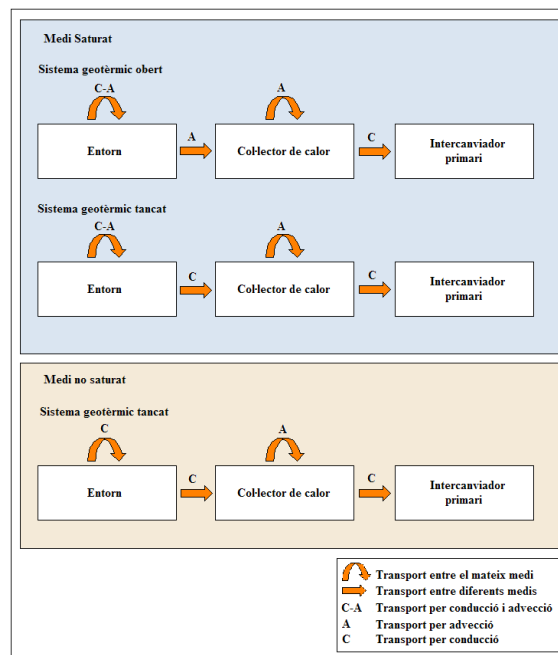 Medi Saturat
Sistema geotèrmic obert
C-A
A
A
C
Entorn
Col·lector de calor
Intercanviador
primari
Sistema geotèrmic tancat
C-A
A
C
C
Entorn
Col·lector de calor
Intercanviador
primari
Medi no saturat
Sistema geotèrmic tancat
C
A
C
C
Entorn
Col·lector de calor
Intercanviador
primari
Transport entre el mateix medi
Transport entre diferents medis
C-A Transport per conducció i advecció
A Transport per advecció
C Transport per conducció